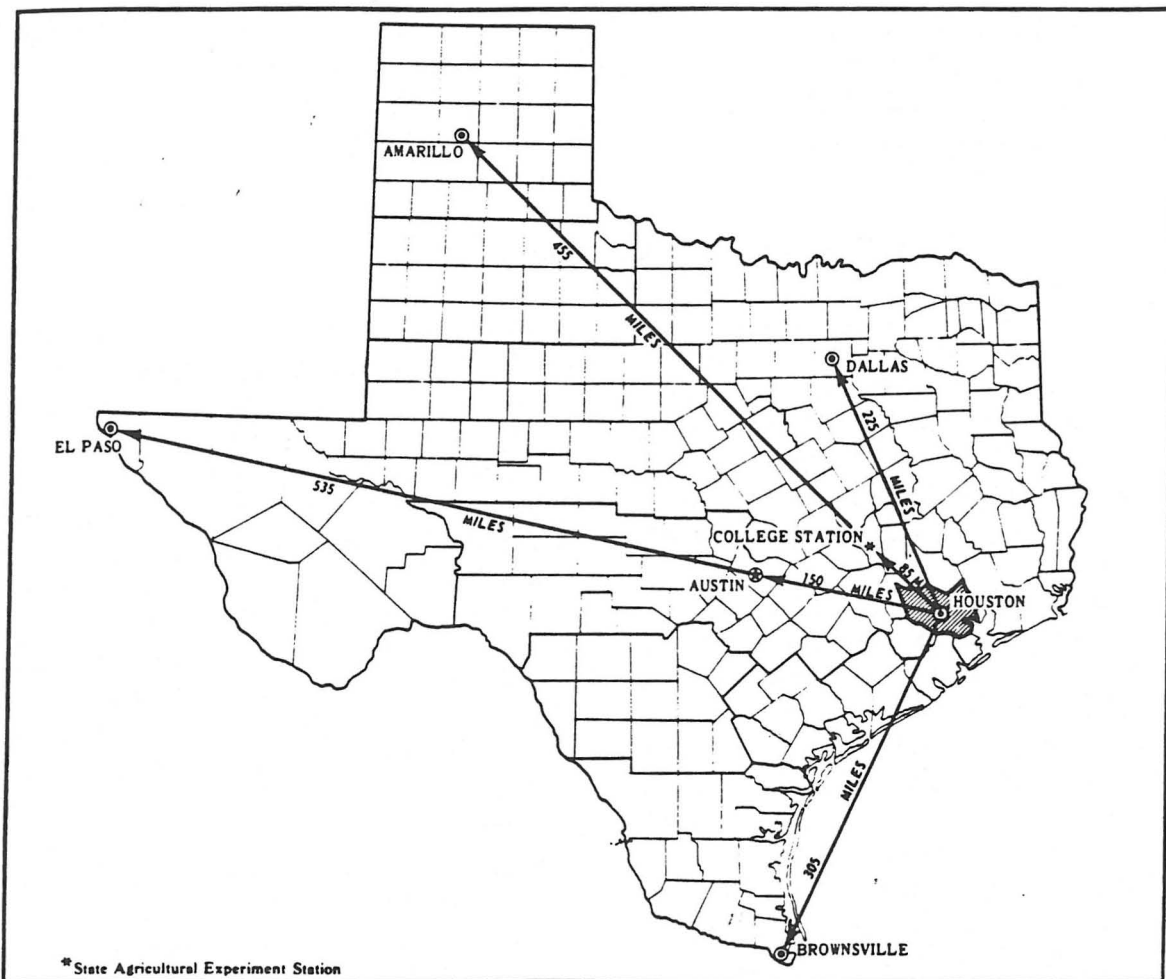 AMARILLO
455
MILES
DALLAS
225
MILES
EL PASO
535
MILES
COLLEGE STATION *
85 M
AUSTIN
150
MILES
HOUSTON
MILES
305
BROWNSVILLE
*State Agricultural Experiment Station